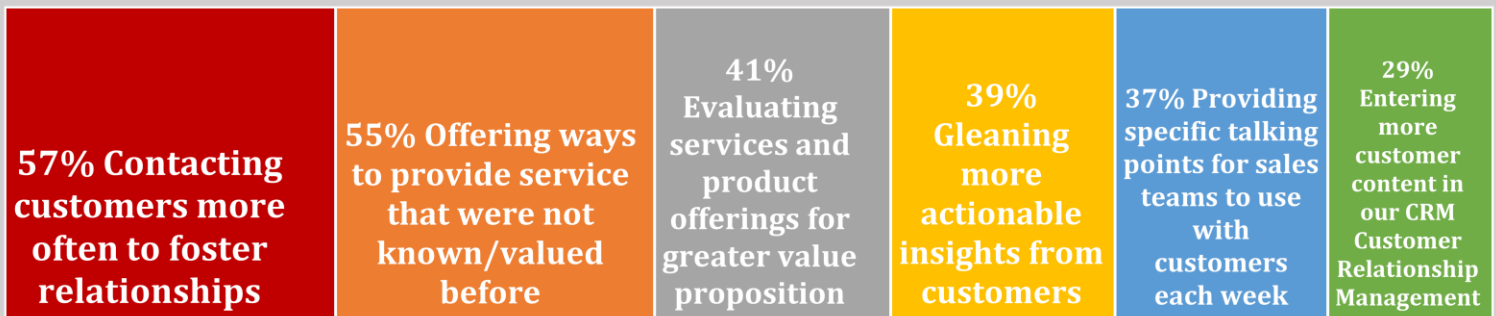 57% Contacting
customers more
often to foster
relationships
55% Offering ways
to provide service
that were not
known/valued
before
41%
Evaluating
services and
product
offerings for
greater value
proposition
39%
Gleaning
more
actionable
insights from
customers
37% Providing
specific talking
points for sales
teams to use
with
customers
each week
29%
Entering
more
customer
content in
our CRM
Customer
Relationship
Management